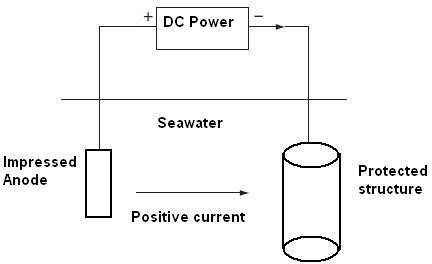 + DC Power −
Seawater
Impressed
Anode
Protected
structure
Positive current